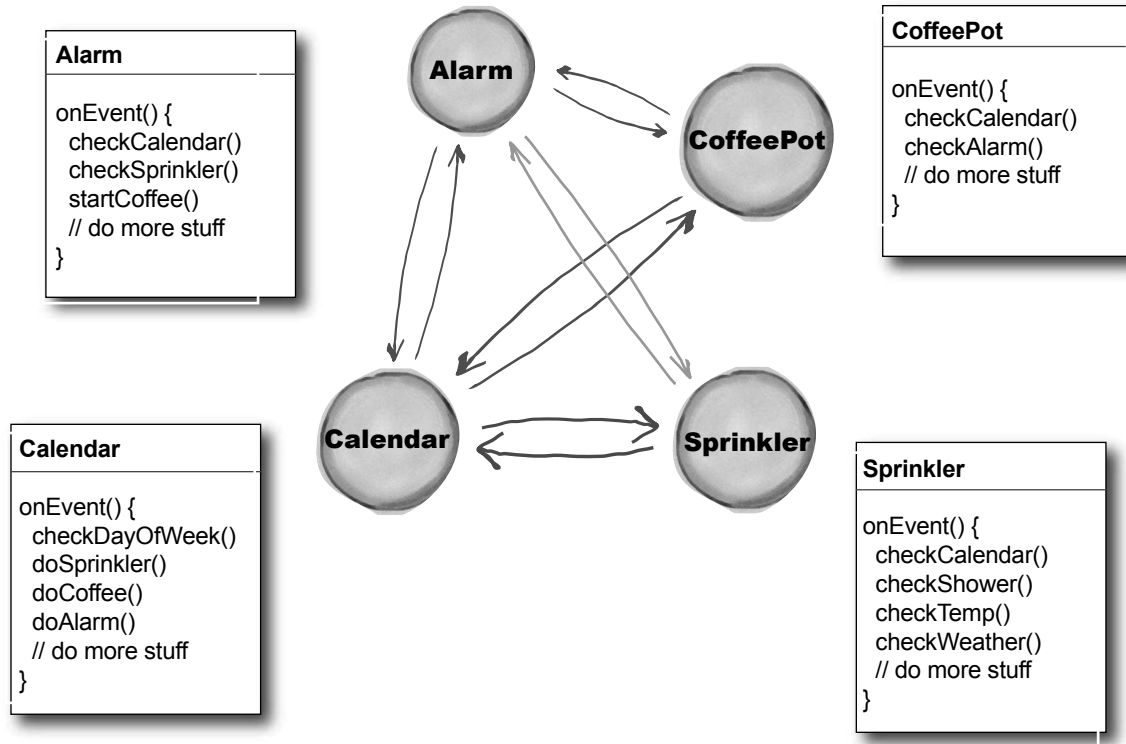 Alarm
onEvent() {
checkCalendar()
checkSprinkler()
startCoffee()
// do more stuff
}
Alarm
CoffeePot
CoffeePot
onEvent() {
checkCalendar()
checkAlarm()
// do more stuff
}
Calendar
Sprinkler
Calendar
onEvent() {
checkDayOfWeek()
doSprinkler()
doCoffee()
doAlarm()
// do more stuff
}
Sprinkler
onEvent() {
checkCalendar()
checkShower()
checkTemp()
checkWeather()
// do more stuff
}